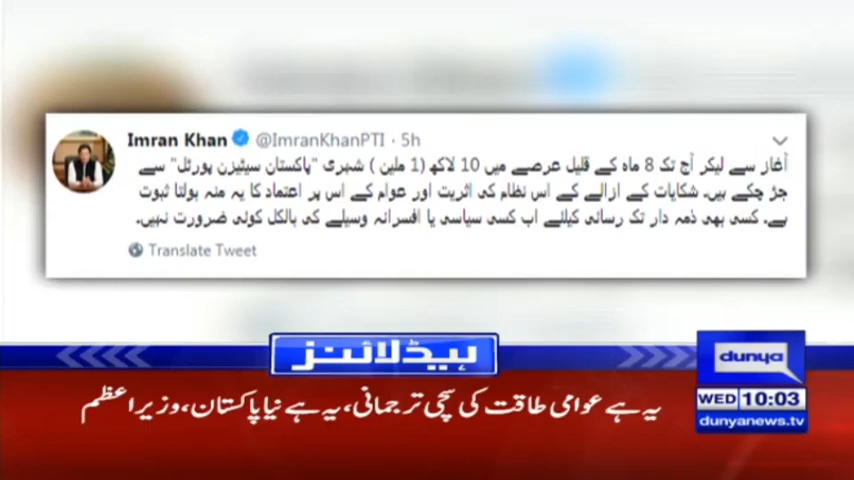 Imran Khan @ImranKhanPTI · 5h
آغاز سے لیکر آج تک 8 ماہ کے قلیل عرصے میں 10 لاکھ (1 ملین ) شہری "پاکستان سیٹیزن پورٹل" سے
جڑ چکے ہیں۔ شکایات کے ازالے کے اس نظام کی اثریت اور عوام کے اس پر اعتماد کا یہ منہ بولتا ثبوت
ہے۔ کسی بھی ذمہ دار تک رسائی کیلئے اب کسی سیاسی یا افسرانہ وسیلے کی بالکل کوئی ضرورت نہیں۔
Translate Tweet
ہیڈلائنز
dunya
یہ ہے عوامی طاقت کی سچی ترجمانی، یہ ہے نیا پاکستان، وزیراعظم
WED 10:03
dunyanews.tv